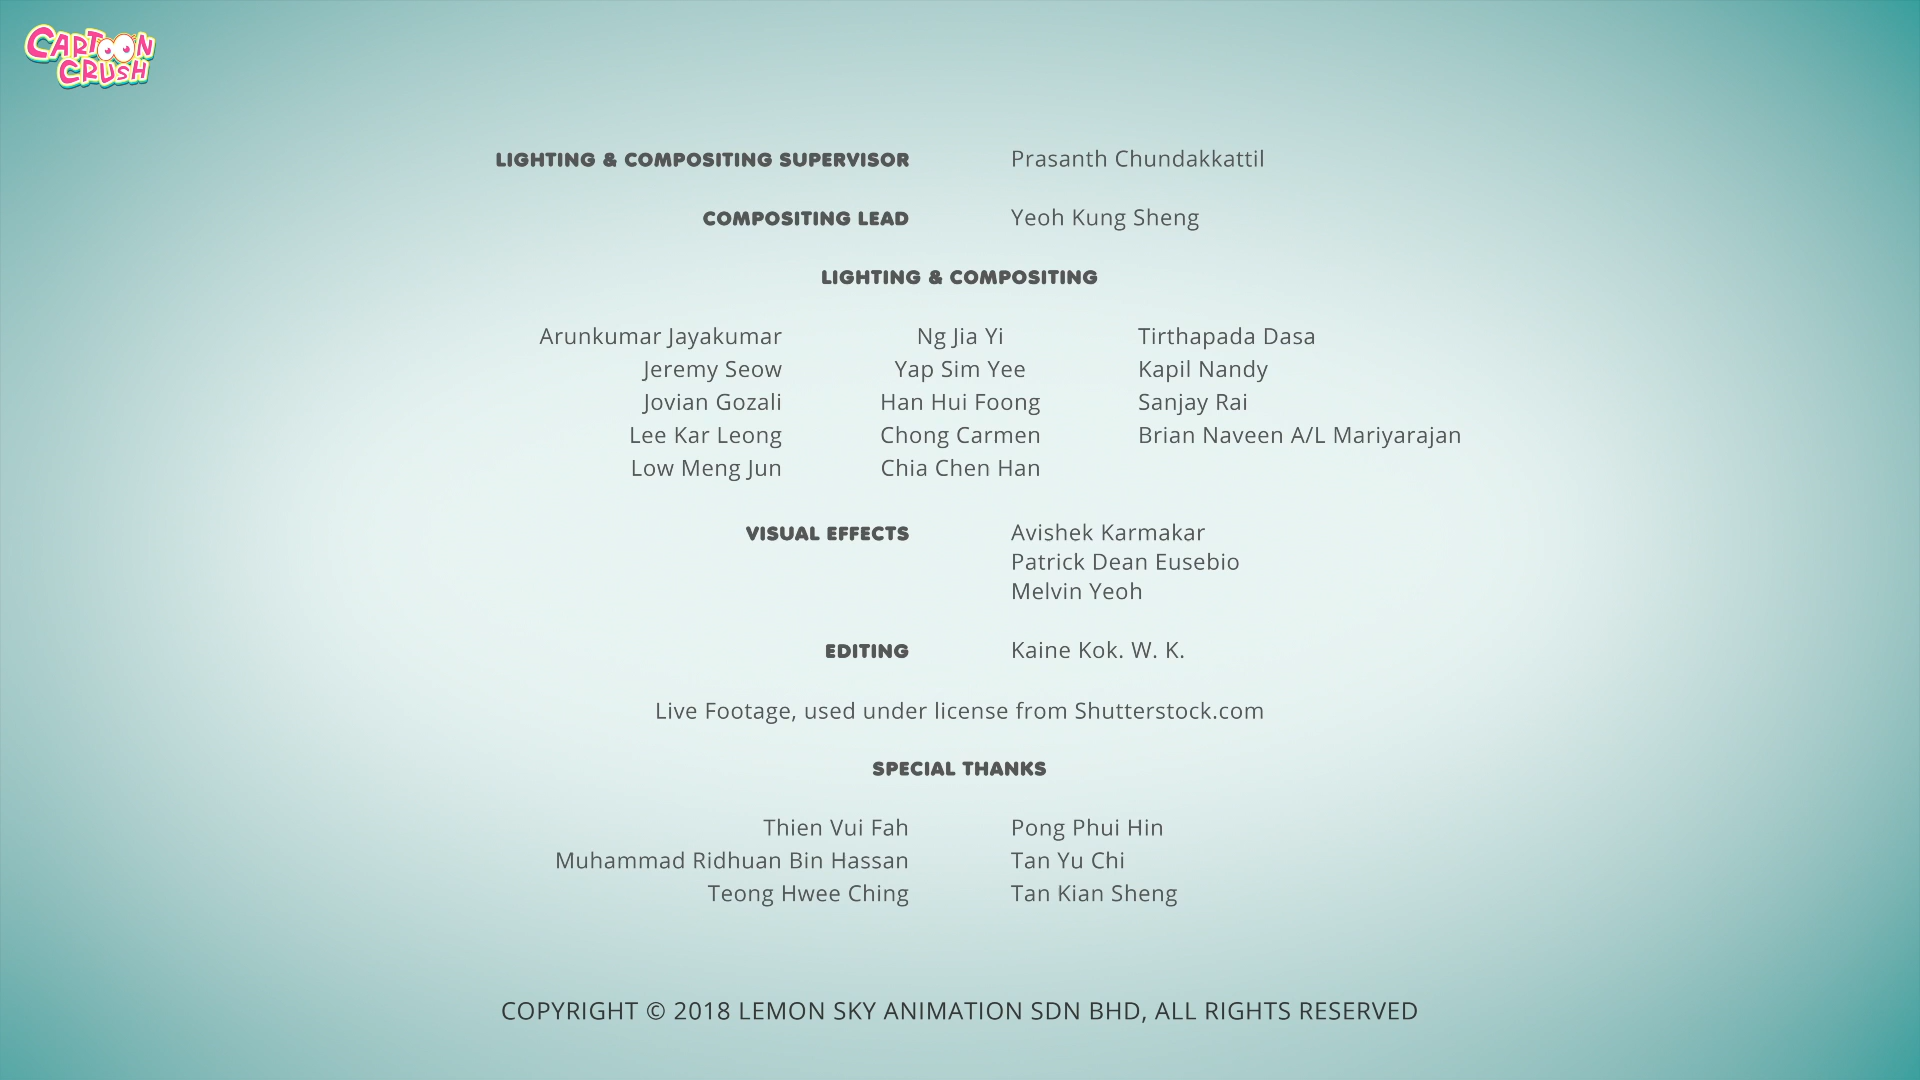 CARTOON
CRUSH
LIGHTING & COMPOSITING SUPERVISOR Prasanth Chundakkattil
COMPOSITING LEAD Yeoh Kung Sheng
LIGHTING & COMPOSITING
Arunkumar Jayakumar Ng Jia Yi Tirthapada Dasa
Jeremy Seow Yap Sim Yee Kapil Nandy
Jovian Gozali Han Hui Foong Sanjay Rai
Lee Kar Leong Chong Carmen Brian Naveen A/L Mariyarajan
Low Meng Jun Chia Chen Han
VISUAL EFFECTS Avishek Karmakar
Patrick Dean Eusebio
Melvin Yeoh
EDITING Kaine Kok. W. K.
Live Footage, used under license from Shutterstock.com
SPECIAL THANKS
Thien Vui Fah Pong Phui Hin
Muhammad Ridhuan Bin Hassan Tan Yu Chi
Teong Hwee Ching Tan Kian Sheng
COPYRIGHT © 2018 LEMON SKY ANIMATION SDN BHD, ALL RIGHTS RESERVED